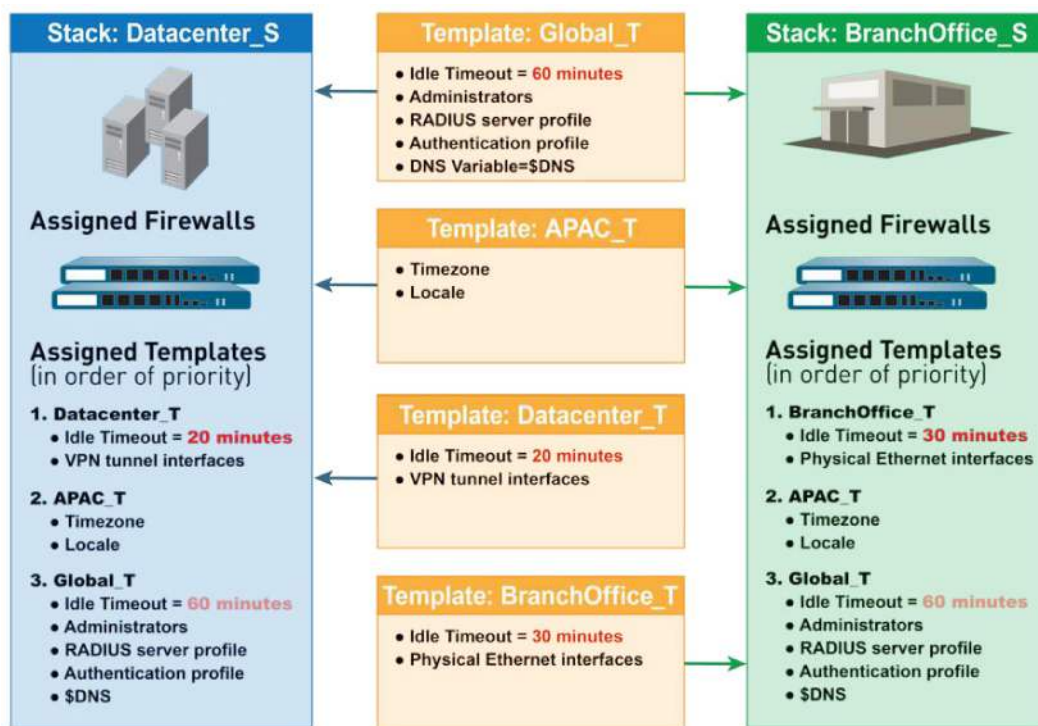 Stack: Datacenter_S
Assigned Firewalls
Assigned Templates
(in order of priority)
1. Datacenter_T
● Idle Timeout = 20 minutes
● VPN tunnel interfaces
2. APAC_T
● Timezone
● Locale
3. Global_T
● Idle Timeout = 60 minutes
● Administrators
● RADIUS server profile
● Authentication profile
● $DNS
Template: Global_T
● Idle Timeout = 60 minutes
● Administrators
● RADIUS server profile
● Authentication profile
● DNS Variable=$DNS
Template: APAC_T
● Timezone
● Locale
Template: Datacenter_T
● Idle Timeout = 20 minutes
● VPN tunnel interfaces
Template: BranchOffice_T
● Idle Timeout = 30 minutes
● Physical Ethernet interfaces
Stack: BranchOffice_S
Assigned Firewalls
Assigned Templates
(in order of priority)
1. BranchOffice_T
● Idle Timeout = 30 minutes
● Physical Ethernet interfaces
2. APAC_T
● Timezone
● Locale
3. Global_T
● Idle Timeout = 60 minutes
● Administrators
● RADIUS server profile
● Authentication profile
● $DNS